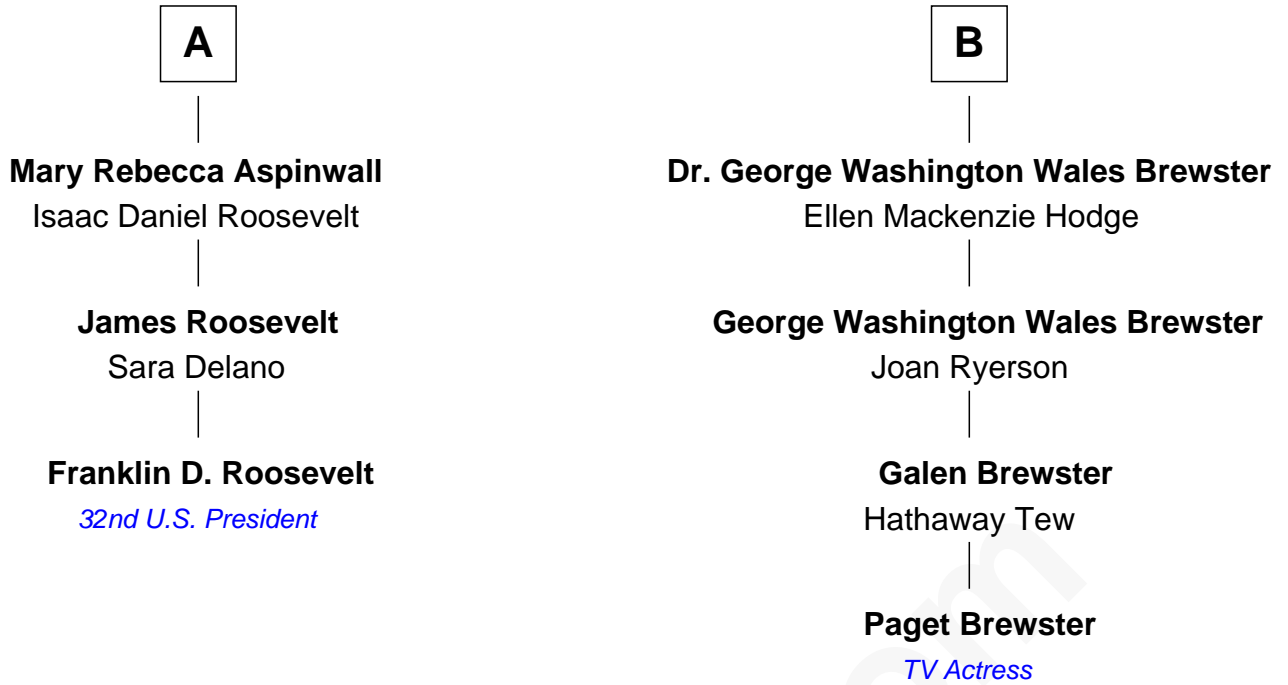 A
Mary Rebecca Aspinwall
Isaac Daniel Roosevelt
James Roosevelt
Sara Delano
Franklin D. Roosevelt
32nd U.S. President
B
Dr. George Washington Wales Brewster
Ellen Mackenzie Hodge
George Washington Wales Brewster
Joan Ryerson
Galen Brewster
Hathaway Tew
Paget Brewster
TV Actress